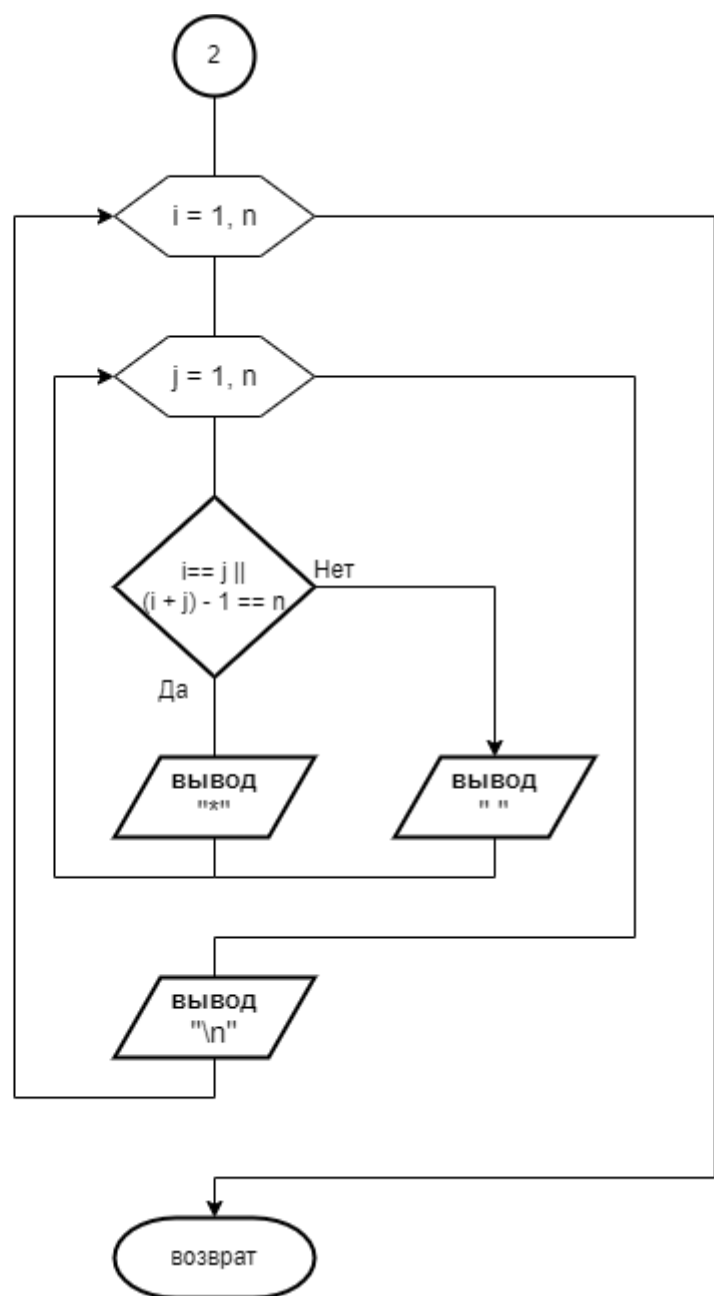 2
i = 1, n
j = 1, n
i== j ||
(i + j) - 1 == n
Нет
Да
вывод
"*"
вывод
" "
вывод
"\n"
возврат